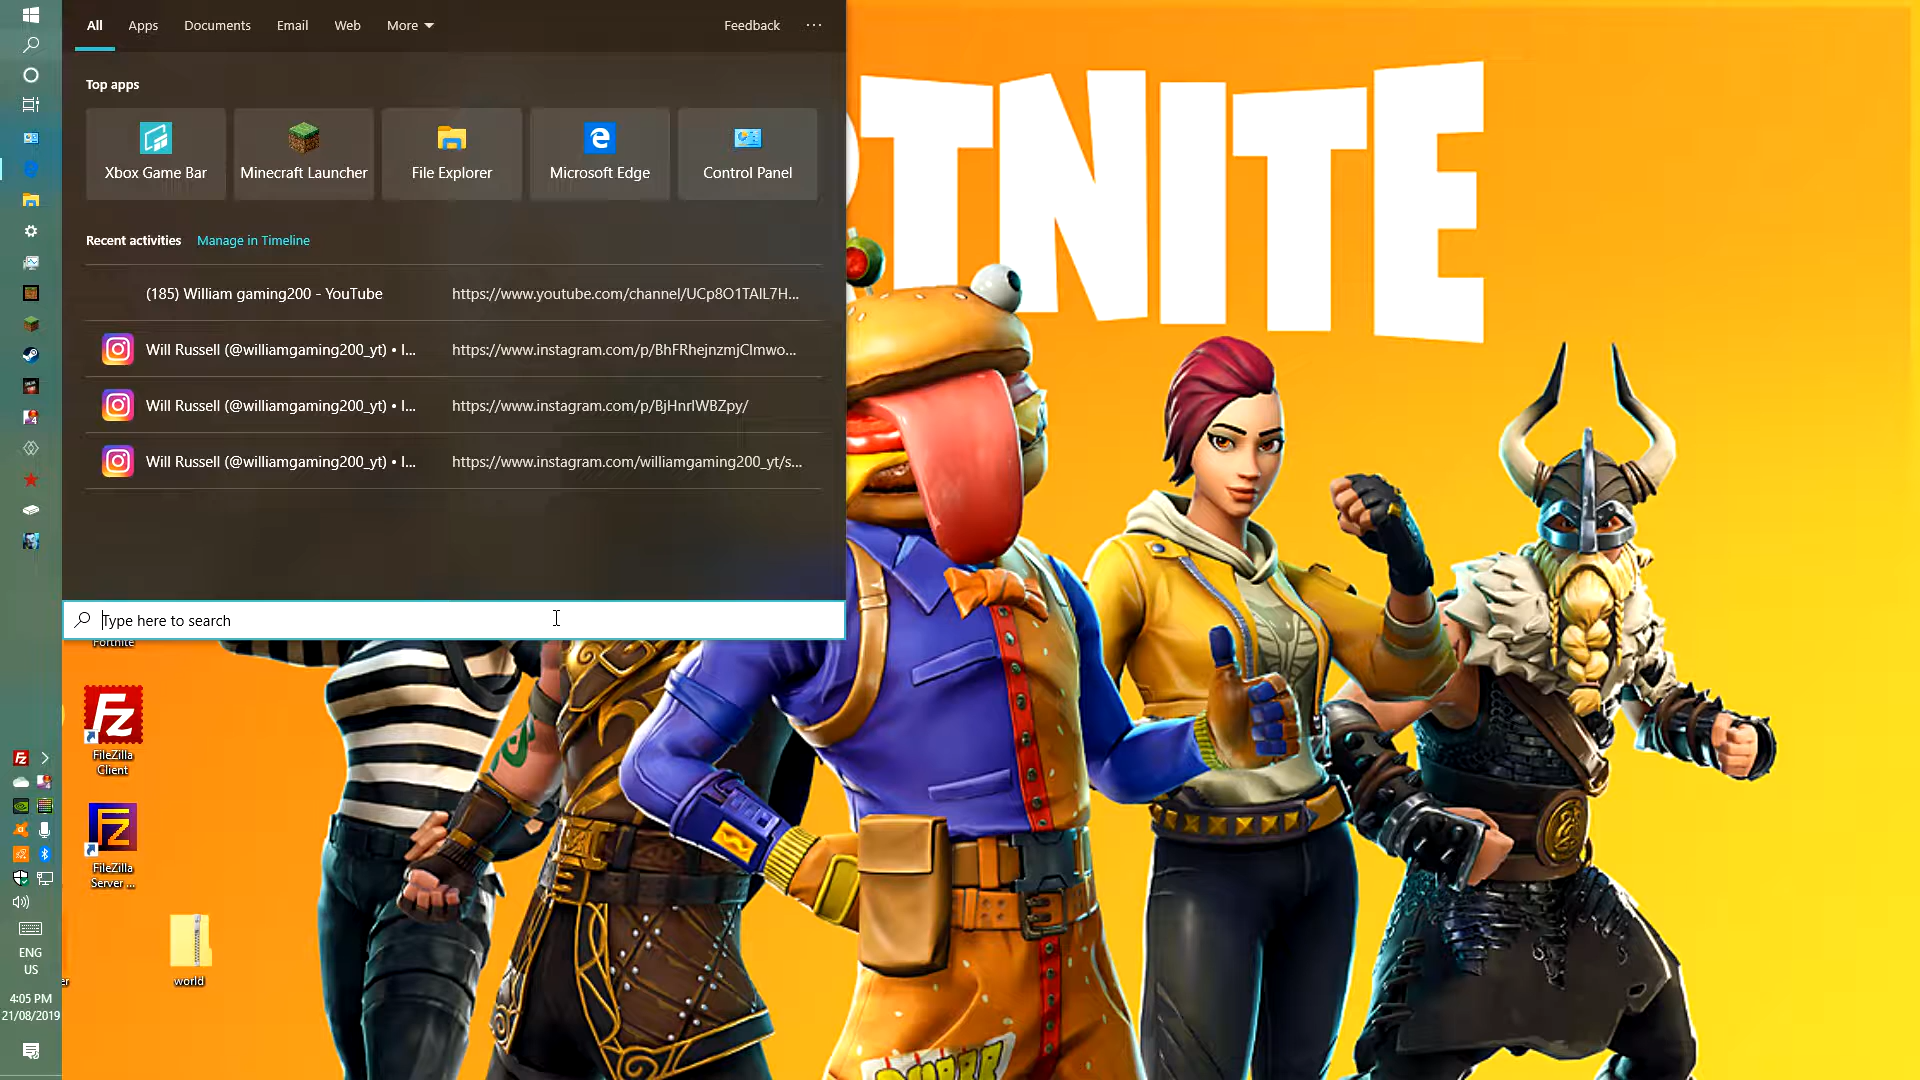 All Apps Documents Email Web More Feedback ...
Top apps
Xbox Game Bar Minecraft Launcher File Explorer Microsoft Edge Control Panel
Recent activities Manage in Timeline
(185) William gaming200 - YouTube https://www.youtube.com/channel/UCp8O1TAlL7H...
Will Russell (@williamgaming200_yt) • I... https://www.instagram.com/p/BhFRhejnzmjClmwo...
Will Russell (@williamgaming200_yt) • I... https://www.instagram.com/p/BjHnrlWBZpy/
Will Russell (@williamgaming200_yt) • I... https://www.instagram.com/williamgaming200_yt/s...
Type here to search
Fortnite
FileZilla
Client
FileZilla
Server ...
er
world
TNITE
ENG
US
4:05 PM
21/08/2019